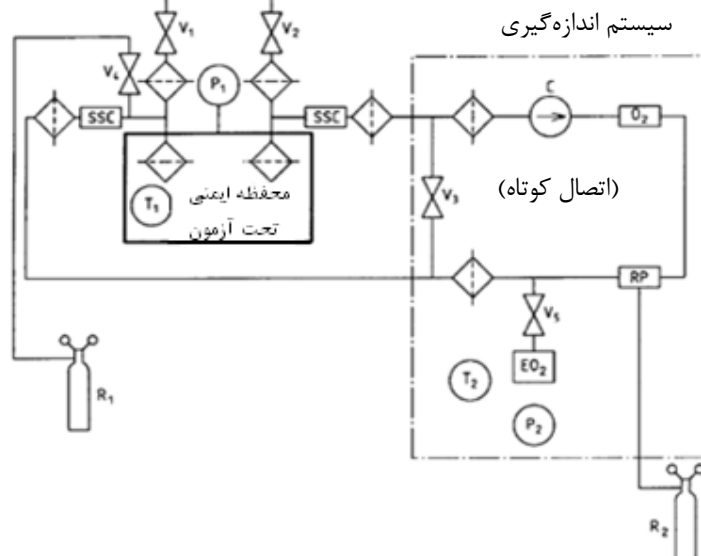 سیستم اندازه‌گیری
V₁
V₂
V₄
P₁
C
SSC
SSC
O₂
T₁
محفظه ایمنی
تحت آزمون
V₃
(اتصال کوتاه)
RP
V₅
EO₂
T₂
P₂
R₁
R₂